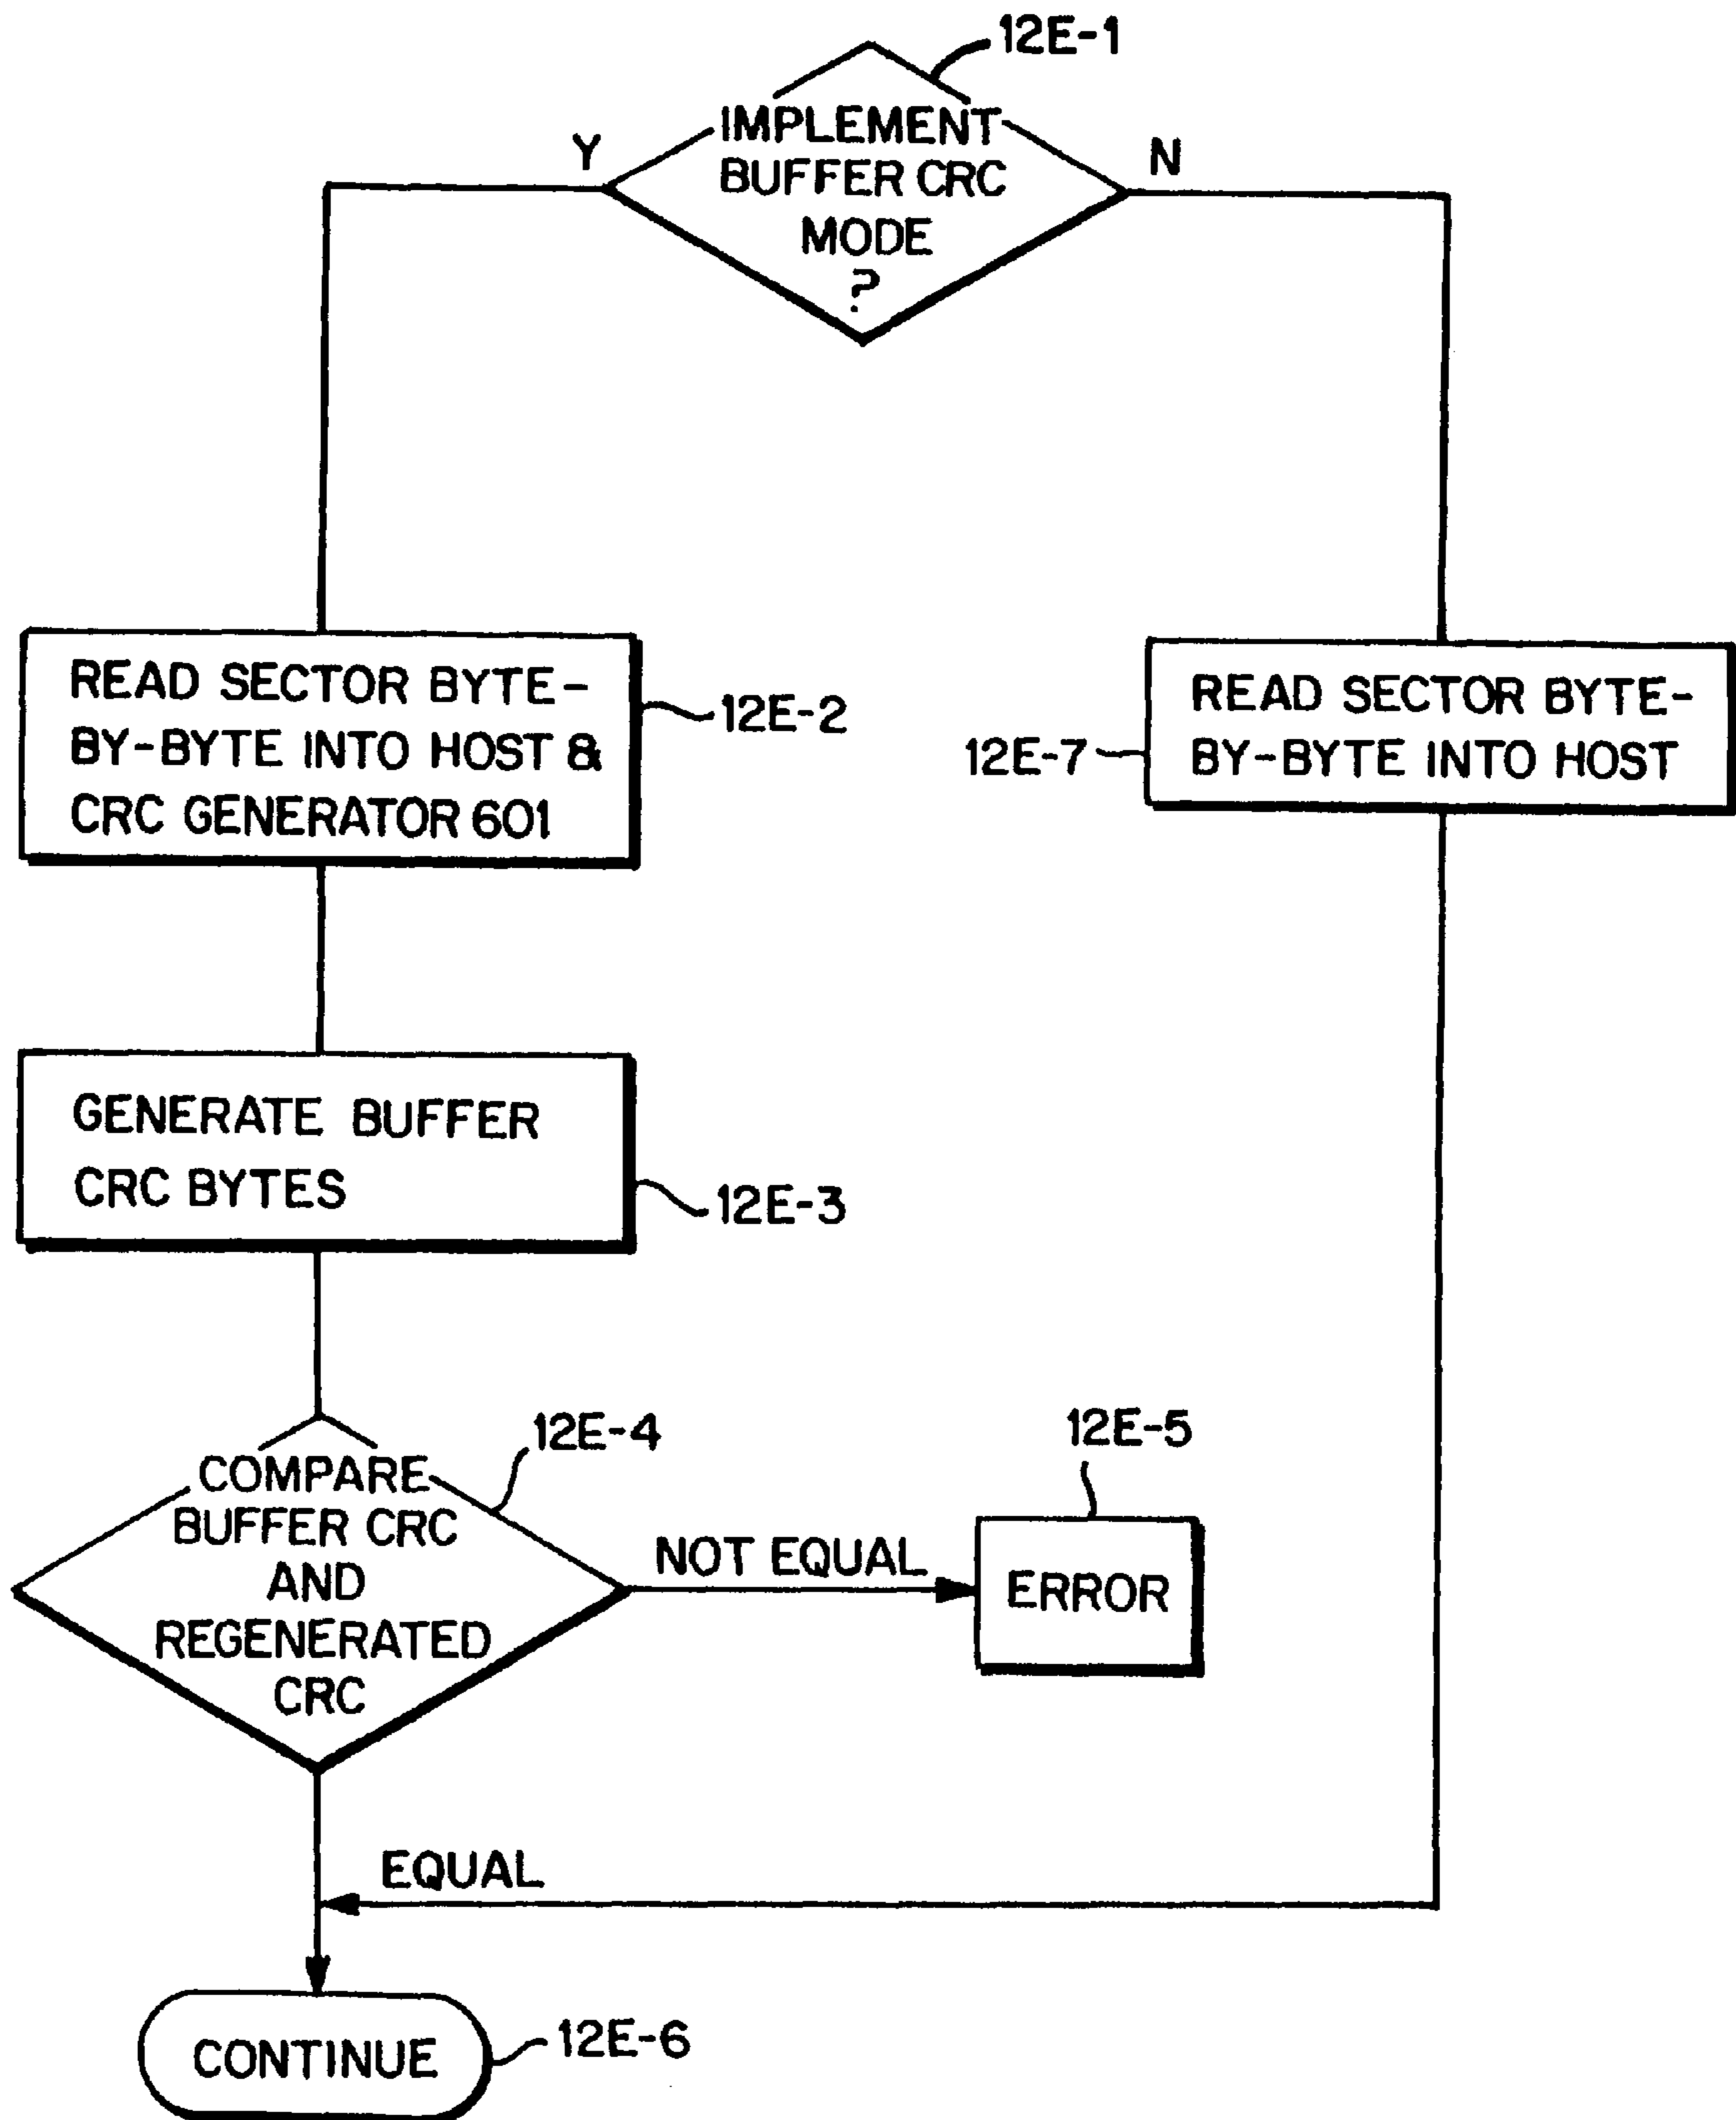 12E-1
IMPLEMENT
BUFFER CRC
MODE
?
Y
N
READ SECTOR BYTE-
BY-BYTE INTO HOST &
CRC GENERATOR 601
12E-2
READ SECTOR BYTE-
BY-BYTE INTO HOST
12E-7
GENERATE BUFFER
CRC BYTES
12E-3
COMPARE
BUFFER CRC
AND
REGENERATED
CRC
12E-4
NOT EQUAL
12E-5
ERROR
EQUAL
CONTINUE
12E-6